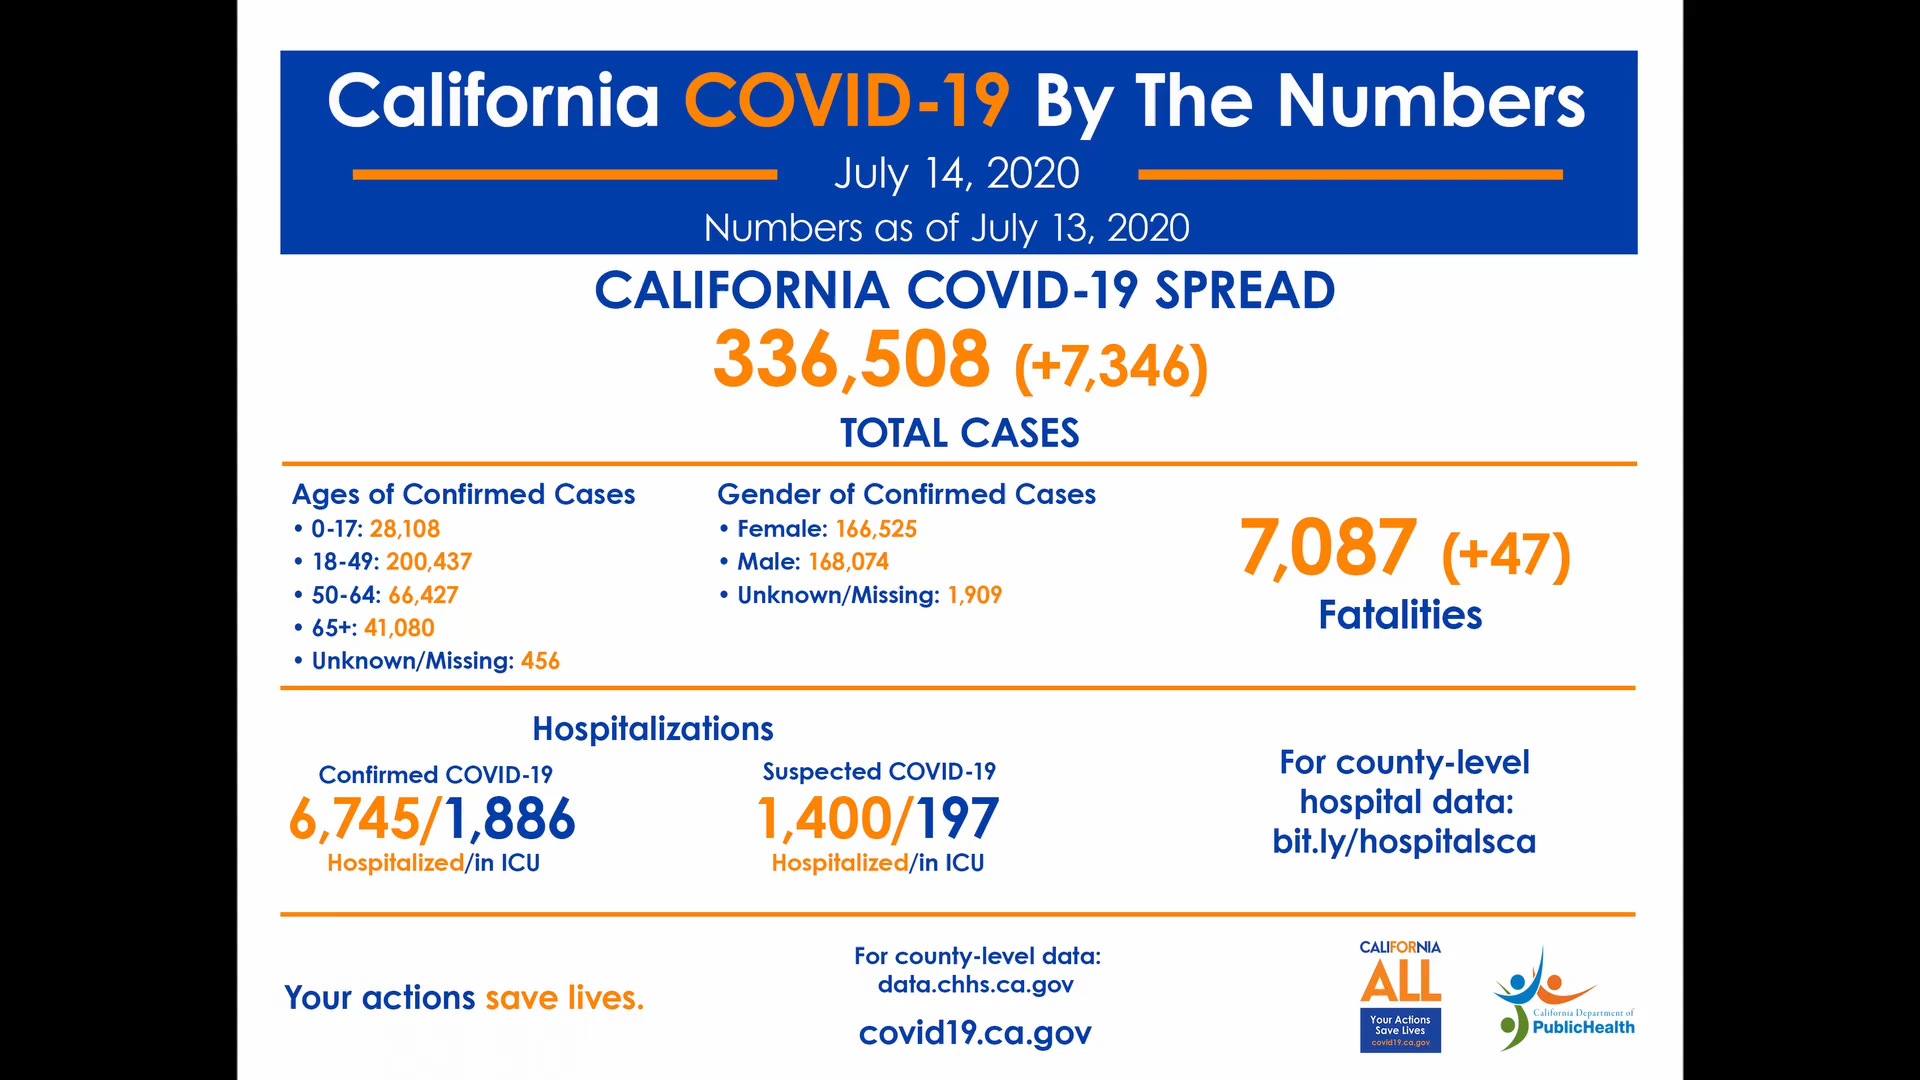 California COVID-19 By The Numbers
July 14, 2020
Numbers as of July 13, 2020
CALIFORNIA COVID-19 SPREAD
336,508 (+7,346)
TOTAL CASES
Ages of Confirmed Cases
• 0-17: 28,108
• 18-49: 200,437
• 50-64: 66,427
• 65+: 41,080
• Unknown/Missing: 456
Gender of Confirmed Cases
• Female: 166,525
• Male: 168,074
• Unknown/Missing: 1,909
7,087 (+47)
Fatalities
Hospitalizations
Confirmed COVID-19
6,745/1,886
Hospitalized/in ICU
Suspected COVID-19
1,400/197
Hospitalized/in ICU
For county-level
hospital data:
bit.ly/hospitalsca
Your actions save lives.
For county-level data:
data.chhs.ca.gov
covid19.ca.gov
CALIFORNIA
ALL
Your Actions
Save Lives
covid19.ca.gov
California Department of
PublicHealth